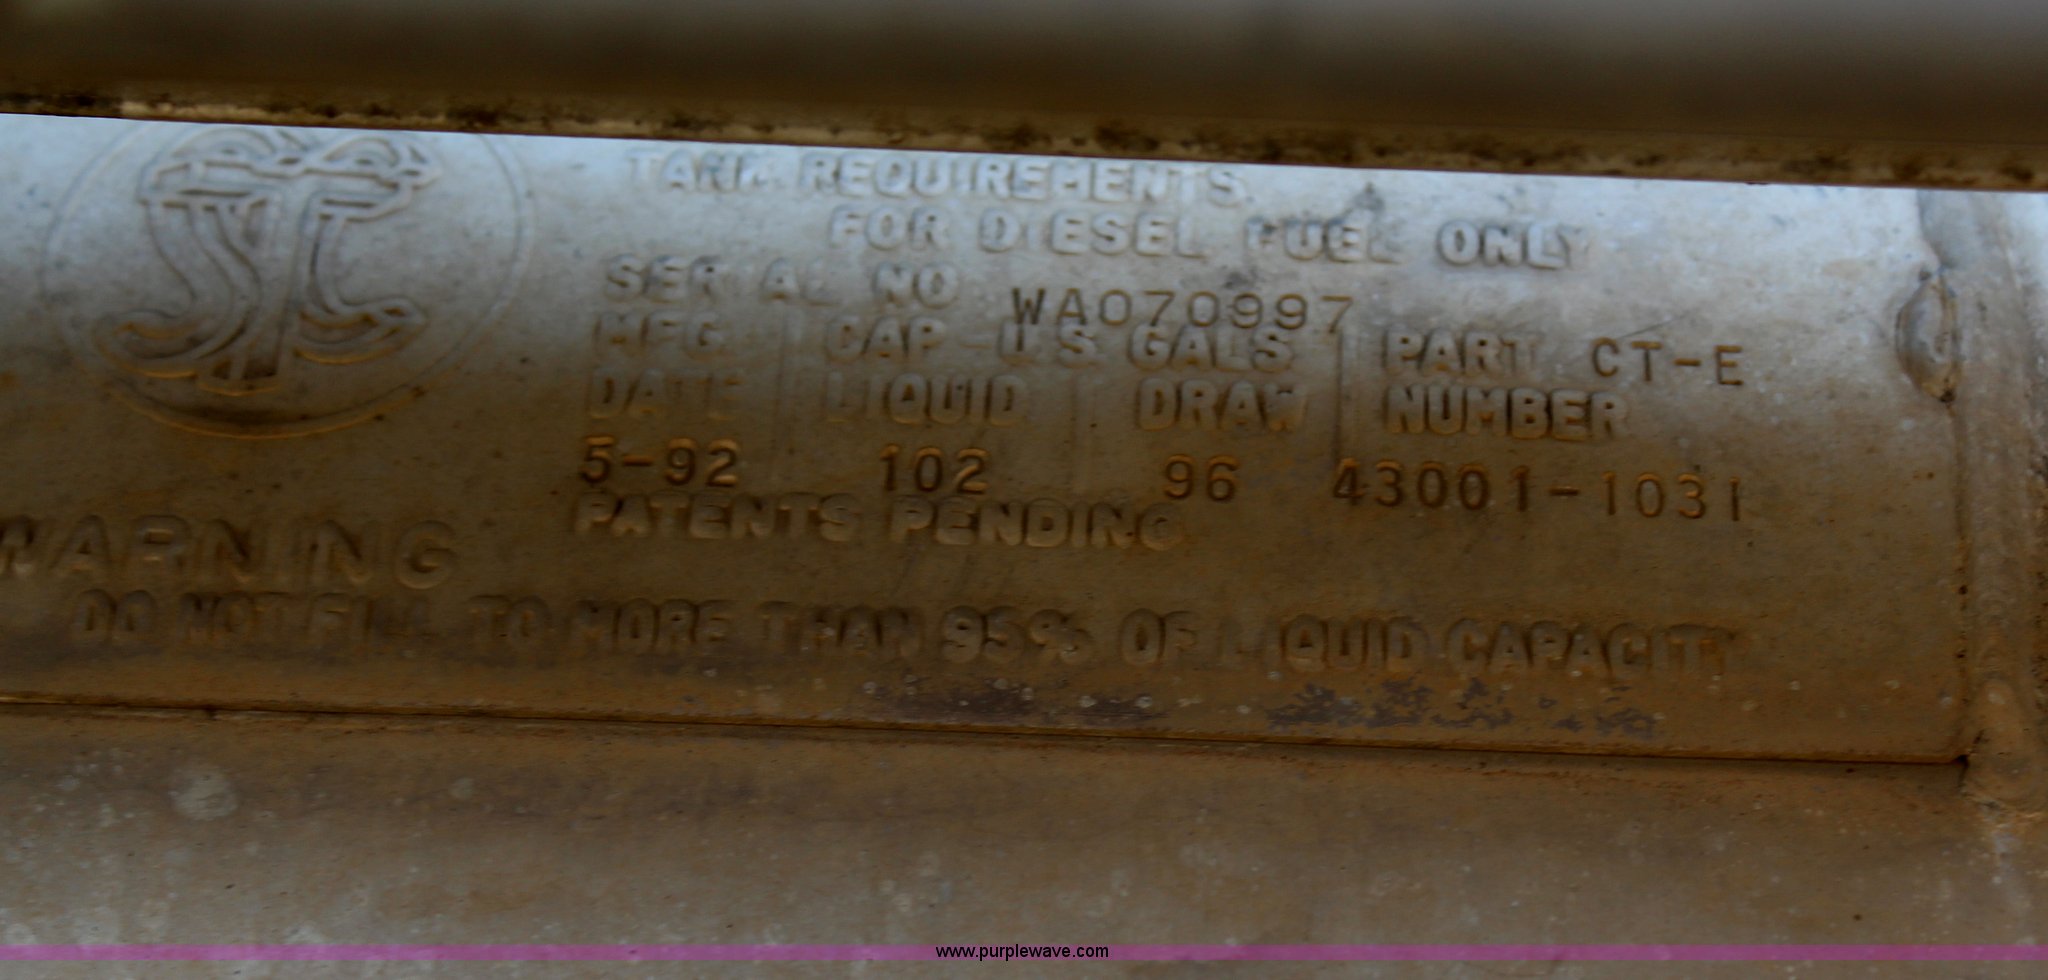 TANK REQUIREMENTS
FOR DIESEL FUEL ONLY
SERIAL NO WA070997
MFG. CAP - U S GALS PART CT-E
DATE LIQUID DRAW NUMBER
5-92 102 96 43001-1031
PATENTS PENDING
WARNING
DO NOT FILL TO MORE THAN 95% OF LIQUID CAPACITY
www.purplewave.com